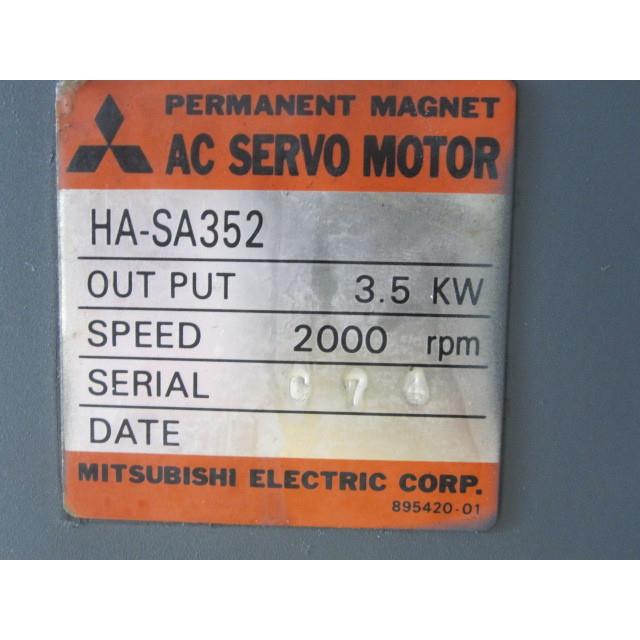 PERMANENT MAGNET
AC SERVO MOTOR
HA-SA352
OUT PUT 3.5 KW
SPEED 2000 rpm
SERIAL
DATE
MITSUBISHI ELECTRIC CORP.
895420-01